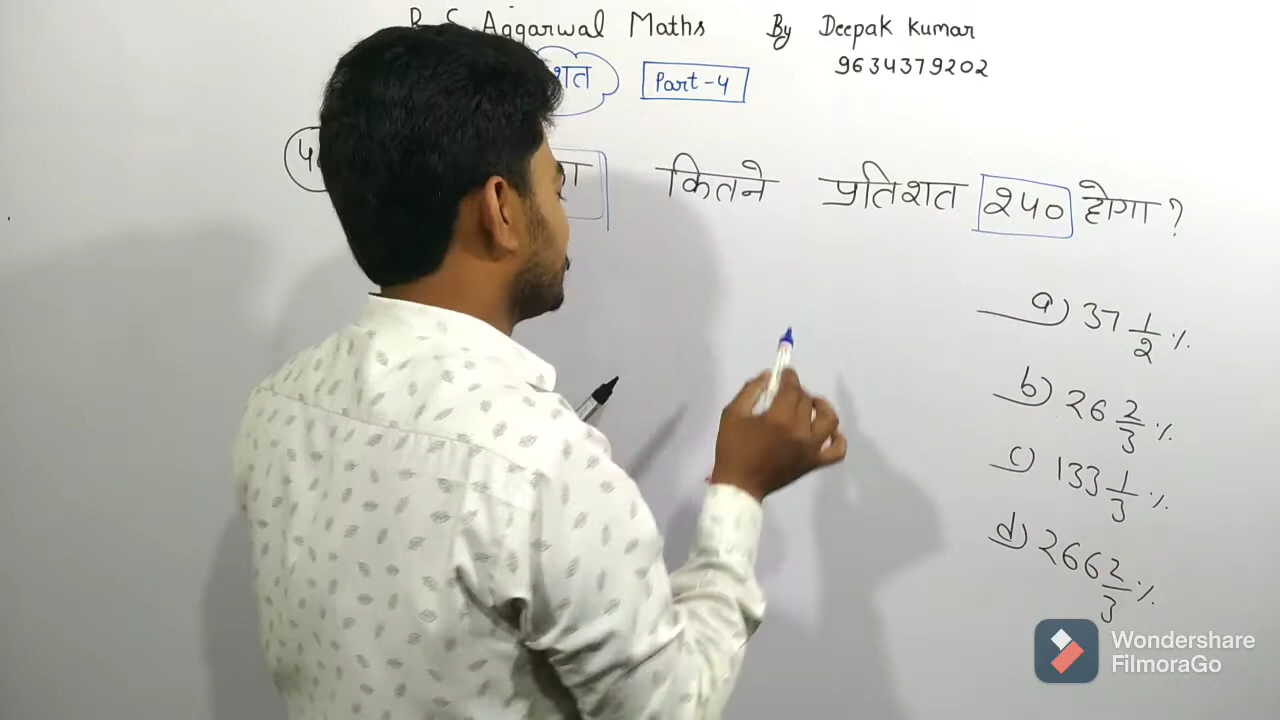 Aggarwal Maths By Deepak Kumar
9634379202
शत Part-4
कितने प्रतिशत २५० होगा ?
a) 37 1/2 %
b) 26 2/3 %
c) 133 1/3 %
d) 266 2/3 %
Wondershare
FilmoraGo